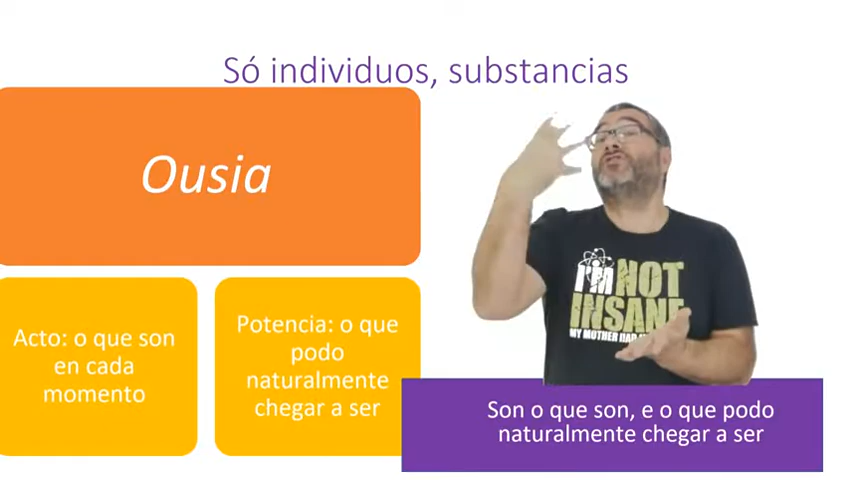 Só individuos, substancias
Ousia
Acto: o que son
en cada
momento
Potencia: o que
podo
naturalmente
chegar a ser
I'M NOT
INSANE
MY MOTHER HAD
Son o que son, e o que podo
naturalmente chegar a ser